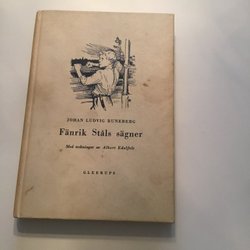 JOHAN LUDVIG RUNEBERG
Fänrik Ståls sägner
Med teckningar av Albert Edelfelt
GLEERUPS